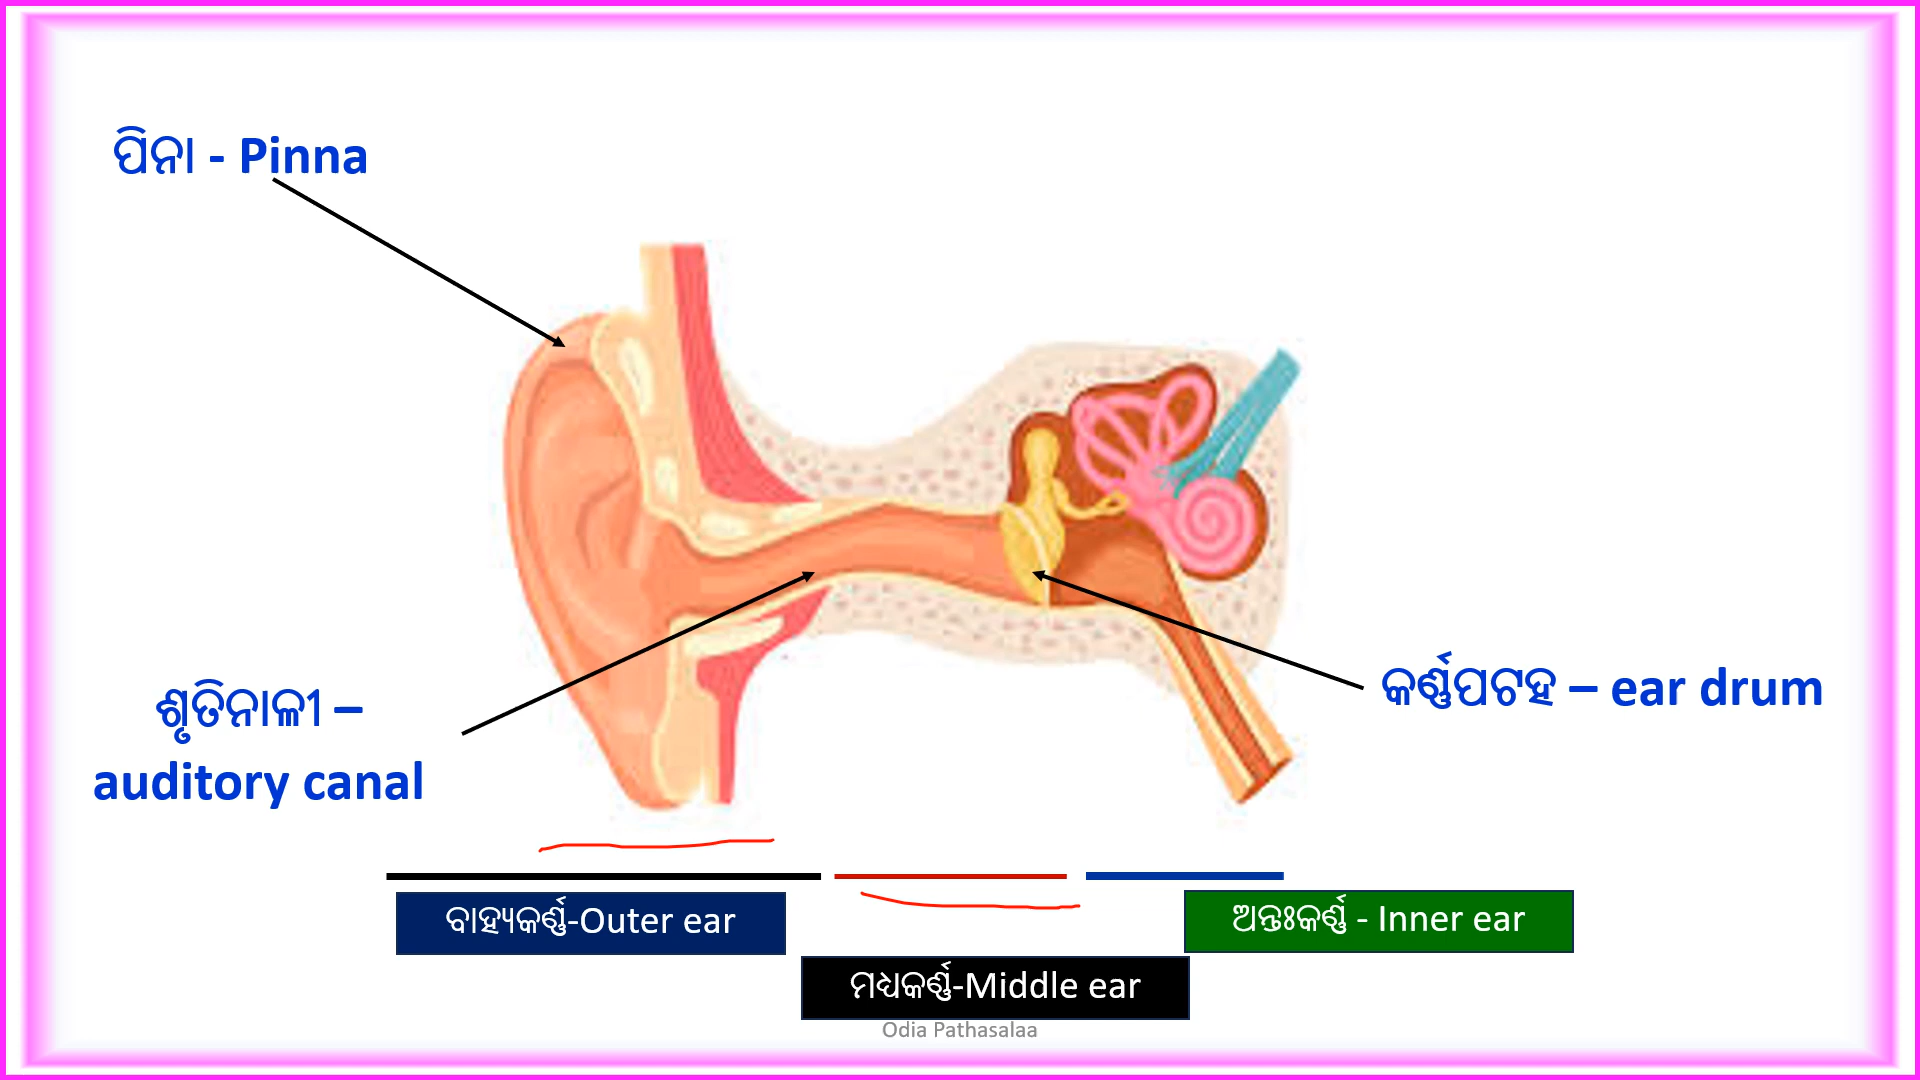 ପିନା - Pinna
ଶୃତିନାଳୀ –
auditory canal
କର୍ଣ୍ଣପଟହ – ear drum
ବାହ୍ୟକର୍ଣ୍ଣ-Outer ear
ଅନ୍ତଃକର୍ଣ୍ଣ - Inner ear
ମଧ୍ୟକର୍ଣ୍ଣ-Middle ear
Odia Pathasalaa